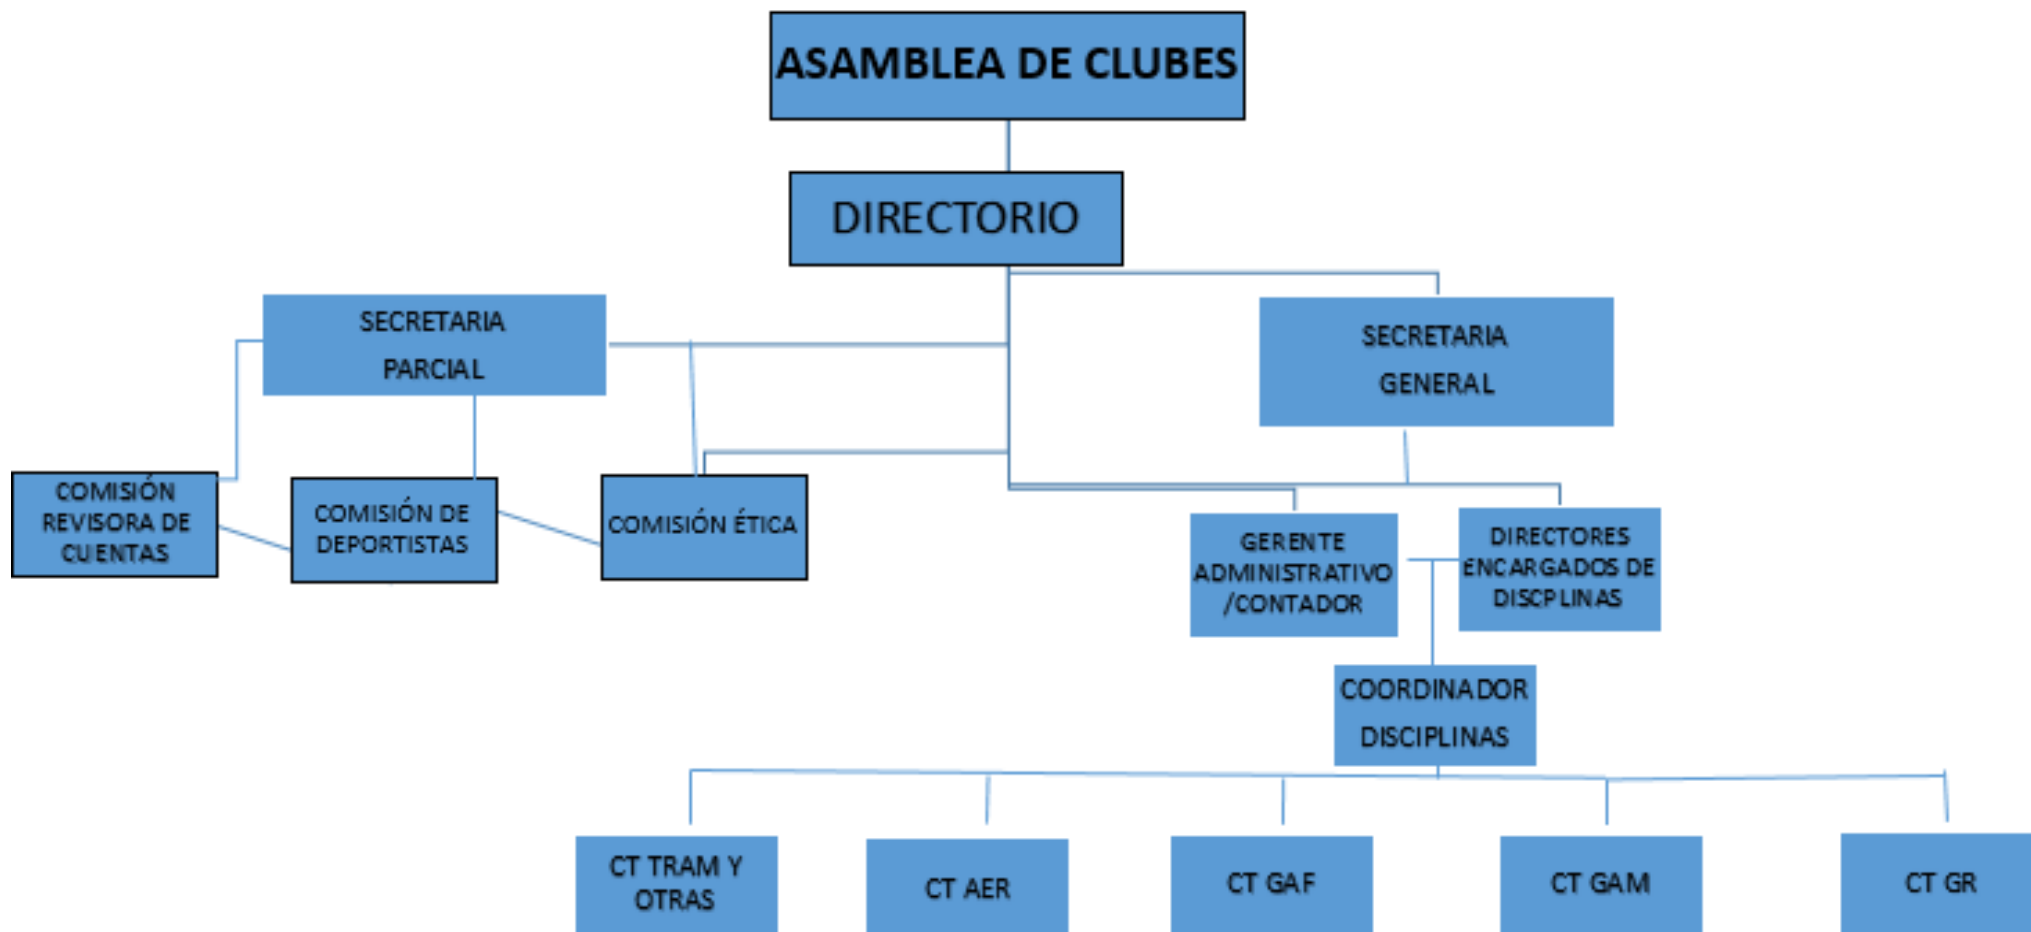 ASAMBLEA DE CLUBES
DIRECTORIO
SECRETARIA
PARCIAL
SECRETARIA
GENERAL
COMISIÓN
REVISORA DE
CUENTAS
COMISIÓN DE
DEPORTISTAS
COMISIÓN ÉTICA
GERENTE
ADMINISTRATIVO
/CONTADOR
DIRECTORES
ENCARGADOS DE
DISCPLINAS
COORDINADOR
DISCIPLINAS
CT TRAM Y
OTRAS
CT AER
CT GAF
CT GAM
CT GR